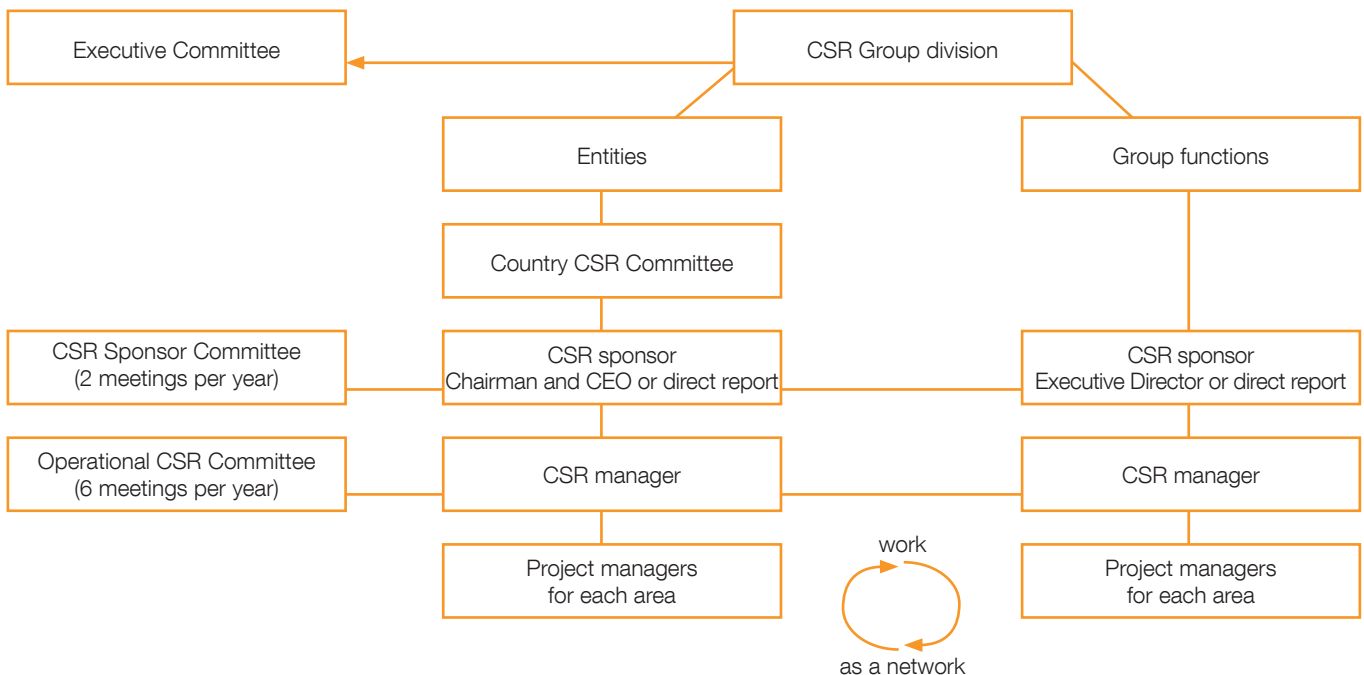 Executive Committee
CSR Group division
Entities
Group functions
Country CSR Committee
CSR Sponsor Committee
(2 meetings per year)
CSR sponsor
Chairman and CEO or direct report
CSR sponsor
Executive Director or direct report
Operational CSR Committee
(6 meetings per year)
CSR manager
CSR manager
Project managers
for each area
work
as a network
Project managers
for each area